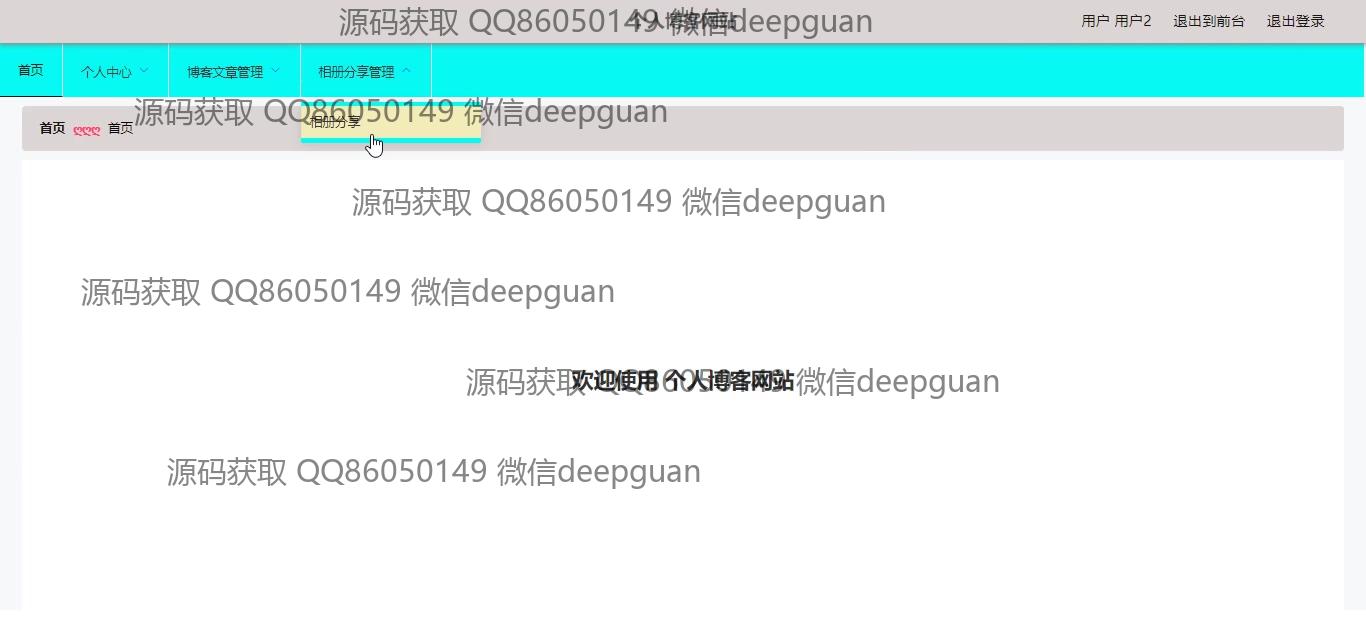 源码获取 QQ86050149 微信deepguan
个人博客网站
用户 用户2 退出到前台 退出登录
首页 个人中心 博客文章管理 相册分享管理
源码获取 QQ86050149 微信deepguan
相册分享
首页 ღღღ 首页
源码获取 QQ86050149 微信deepguan
源码获取 QQ86050149 微信deepguan
源码获取 QQ86050149 微信deepguan
欢迎使用 个人博客网站
源码获取 QQ86050149 微信deepguan